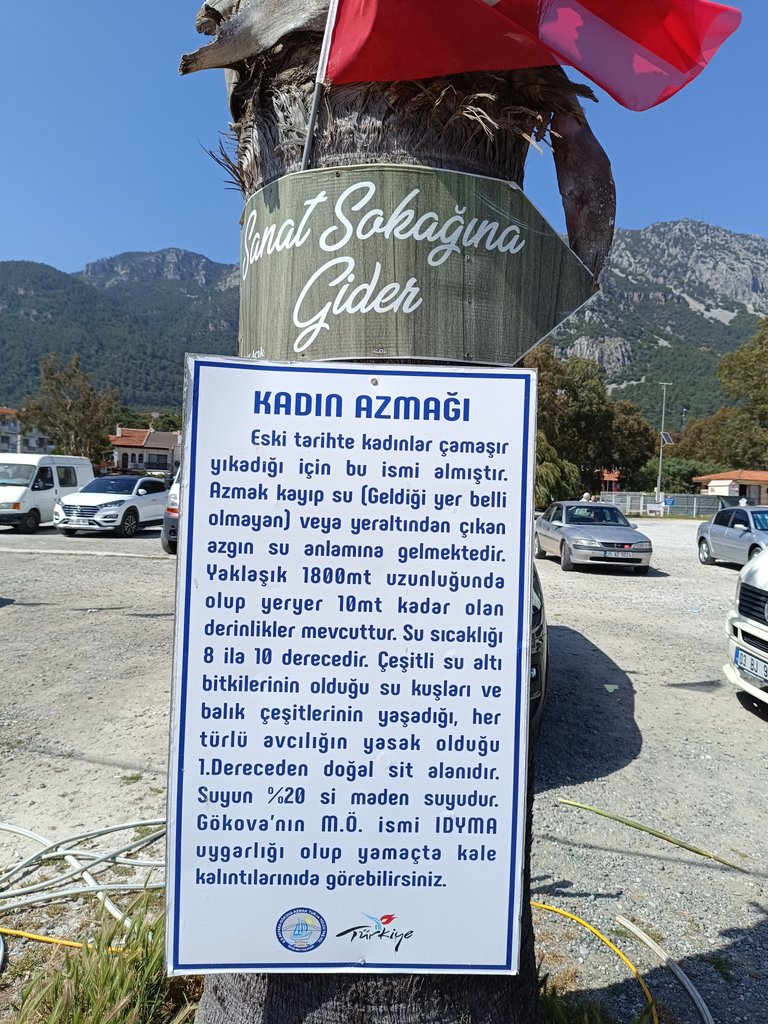 Sanat Sokağına
Gider
KADIN AZMAĞI
Eski tarihte kadınlar çamaşır
yıkadığı için bu ismi almıştır.
Azmak kayıp su (Geldiği yer belli
olmayan) veya yeraltından çıkan
azgın su anlamına gelmektedir.
Yaklaşık 1800mt uzunluğunda
olup yeryer 10mt kadar olan
derinlikler mevcuttur. Su sıcaklığı
8 ila 10 derecedir. Çeşitli su altı
bitkilerinin olduğu su kuşları ve
balık çeşitlerinin yaşadığı, her
türlü avcılığın yasak olduğu
1.Dereceden doğal sit alanıdır.
Suyun %20 si maden suyudur.
Gökova'nın M.Ö. ismi IDYMA
uygarlığı olup yamaçta kale
kalıntılarınıda görebilirsiniz.
Türkiye